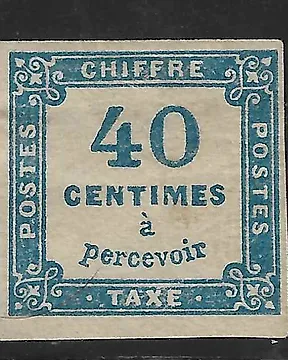 CHIFFRE
POSTES
40
CENTIMES
à
percevoir
POSTES
· TAXE ·